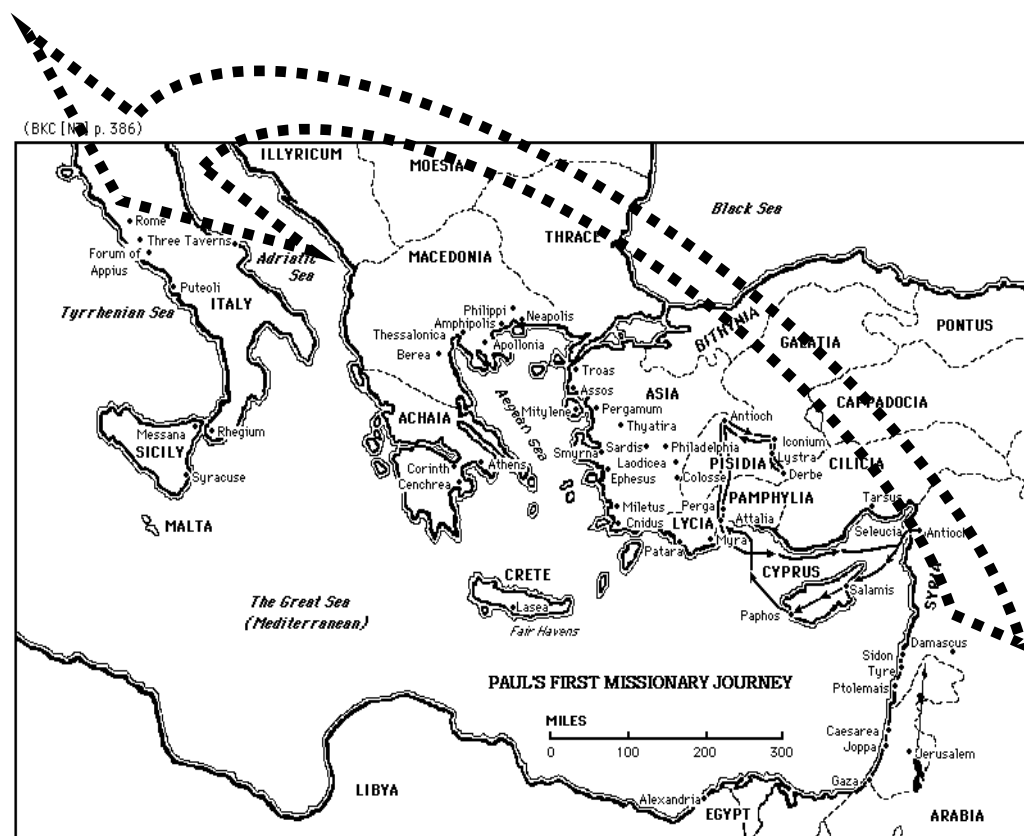 (BKC [NT] p. 386)
ILLYRICUM
MOESIA
Black Sea
Rome
Three Taverns
THRACE
Forum of
Appius
Adriatic
Sea
MACEDONIA
Puteoli
ITALY
Tyrrhenian Sea
Philippi
Neapolis
Amphipolis
BITHYNIA
PONTUS
Thessalonica
Apollonia
GALATIA
Berea
Troas
Assos
ASIA
Aegean Sea
CAPPADOCIA
Mitylene
Pergamum
ACHAIA
Antioch
Thyatira
Messana
Rhegium
SICILY
Sardis
Philadelphia
Iconium
Smyrna
Lystra
Corinth
Athens
Laodicea
PISIDIA
CILICIA
Syracuse
Ephesus
Colosse
Derbe
Cenchrea
PAMPHYLIA
Tarsus
Miletus
Perga
MALTA
Cnidus
LYCIA
Attalia
Seleucia
Antioch
Patara
Myra
CRETE
CYPRUS
SYRIA
Salamis
The Great Sea
(Mediterranean)
Lasea
Paphos
Fair Havens
Damascus
Sidon
Tyre
PAUL'S FIRST MISSIONARY JOURNEY
Ptolemais
MILES
Caesarea
0 100 200 300
Joppa
Jerusalem
LIBYA
Gaza
Alexandria
EGYPT
ARABIA